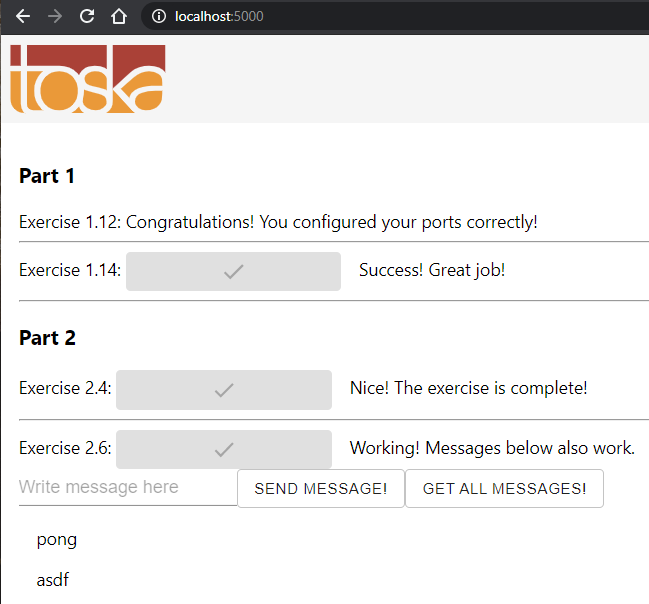 localhost:5000
toska
Part 1
Exercise 1.12: Congratulations! You configured your ports correctly!
Exercise 1.14: Success! Great job!
Part 2
Exercise 2.4: Nice! The exercise is complete!
Exercise 2.6: Working! Messages below also work.
Write message here SEND MESSAGE! GET ALL MESSAGES!
pong
asdf